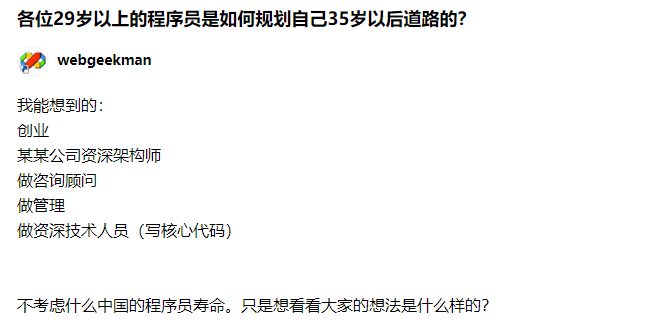 各位29岁以上的程序员是如何规划自己35岁以后道路的？
webgeekman
我能想到的：
创业
某某公司资深架构师
做咨询顾问
做管理
做资深技术人员（写核心代码）
不考虑什么中国的程序员寿命。只是想看看大家的想法是什么样的？